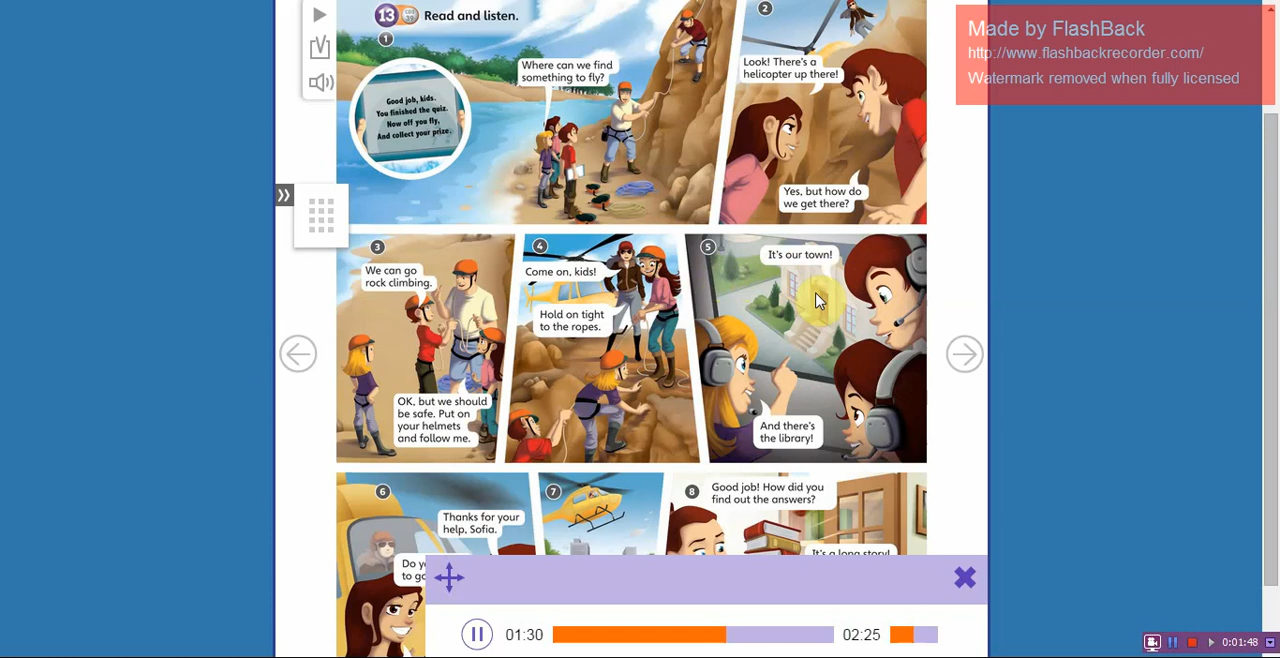 13 Read and listen.
1
Good job, kids.
You finished the quiz.
Now off you fly,
And collect your prize.
Where can we find
something to fly?
2
Look! There's a
helicopter up there!
Yes, but how do
we get there?
3
We can go
rock climbing.
OK, but we should
be safe. Put on
your helmets
and follow me.
4
Come on, kids!
Hold on tight
to the ropes.
5
It's our town!
And there's
the library!
6
Thanks for your
help, Sofia.
7
8
Good job! How did you
find out the answers?
It's a long story!
01:30
02:25
Made by FlashBack
http://www.flashbackrecorder.com/
Watermark removed when fully licensed
0:01:48